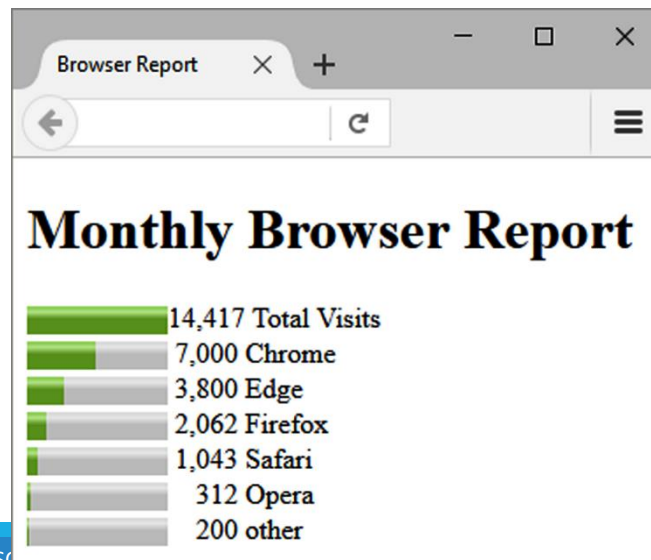 Browser Report
Monthly Browser Report
14,417 Total Visits
7,000 Chrome
3,800 Edge
2,062 Firefox
1,043 Safari
312 Opera
200 other